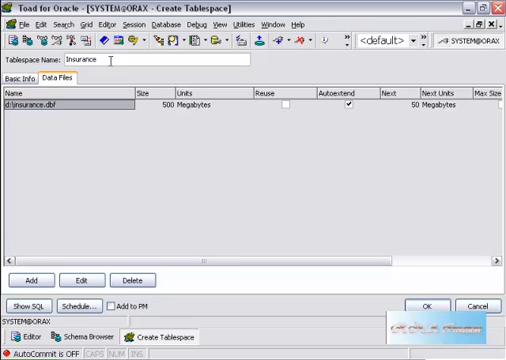 Toad for Oracle - [SYSTEM@ORAX - Create Tablespace]
File Edit Search Grid Editor Session Database Debug View Utilities Window Help
<default> SYSTEM@ORAX
Tablespace Name: Insurance
Basic Info Data Files
Name Size Units Reuse Autoextend Next Next Units Max Size
d:\insurance.dbf 500 Megabytes 50 Megabytes
Add Edit Delete
Show SQL Schedule... Add to PM OK Cancel
SYSTEM@ORAX
Editor Schema Browser Create Tablespace
AutoCommit is OFF CAPS NUM INS